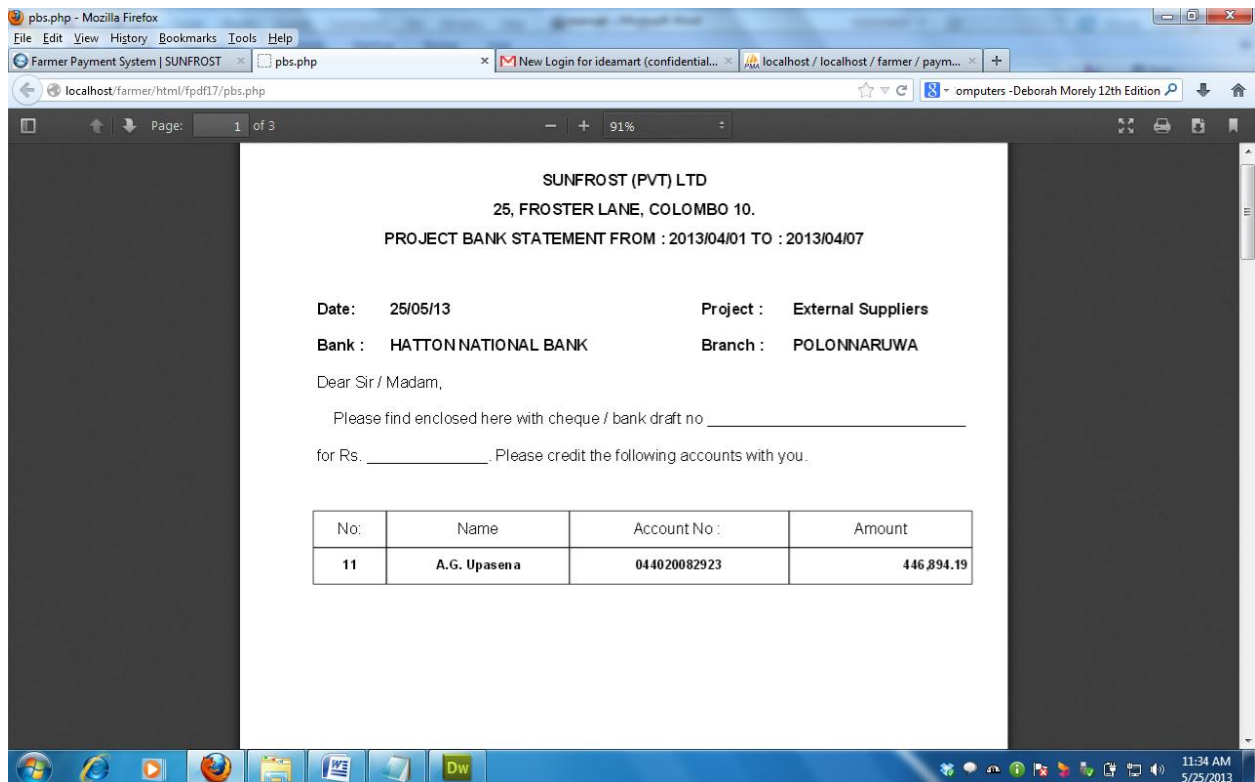 pbs.php - Mozilla Firefox
File Edit View History Bookmarks Tools Help
Farmer Payment System | SUNFROST pbs.php New Login for ideamart (confidential... localhost / localhost / farmer / paym...
localhost/farmer/html/fpdf17/pbs.php omputers -Deborah Morely 12th Edition
Page: 1 of 3 91%
SUNFROST (PVT) LTD
25, FROSTER LANE, COLOMBO 10.
PROJECT BANK STATEMENT FROM : 2013/04/01 TO : 2013/04/07
Date: 25/05/13 Project : External Suppliers
Bank : HATTON NATIONAL BANK Branch : POLONNARUWA
Dear Sir / Madam,
Please find enclosed here with cheque / bank draft no
for Rs. . Please credit the following accounts with you.
No: Name Account No : Amount
11 A.G. Upasena 044020082923 446,894.19
Dw
11:34 AM
5/25/2013